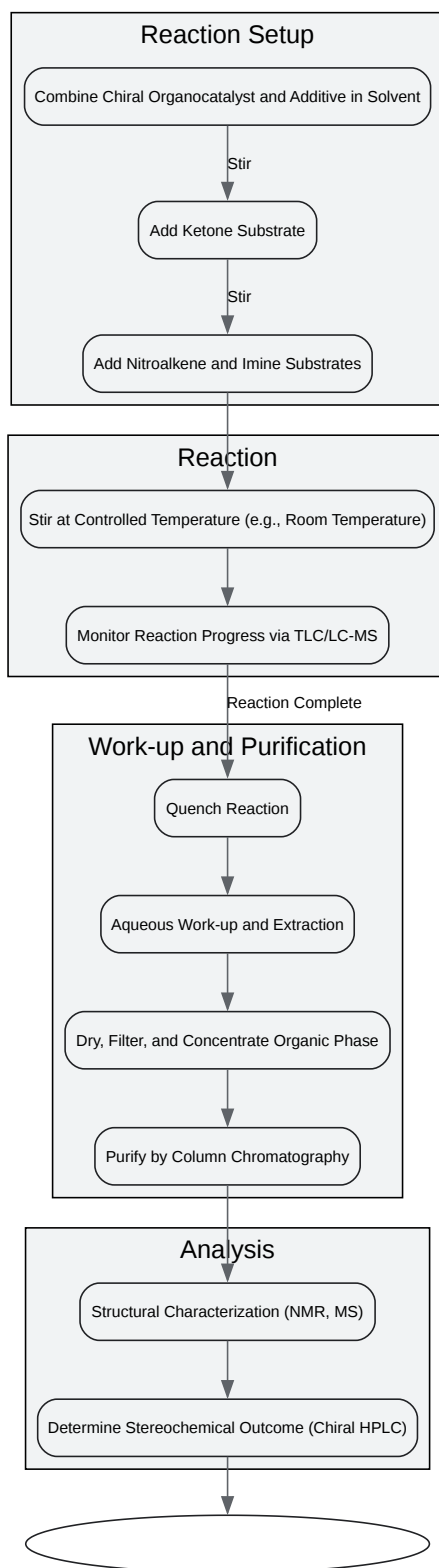 Reaction Setup
Combine Chiral Organocatalyst and Additive in Solvent
Stir
Add Ketone Substrate
Stir
Add Nitroalkene and Imine Substrates
Reaction
Stir at Controlled Temperature (e.g., Room Temperature)
Monitor Reaction Progress via TLC/LC-MS
Reaction Complete
Work-up and Purification
Quench Reaction
Aqueous Work-up and Extraction
Dry, Filter, and Concentrate Organic Phase
Purify by Column Chromatography
Analysis
Structural Characterization (NMR, MS)
Determine Stereochemical Outcome (Chiral HPLC)